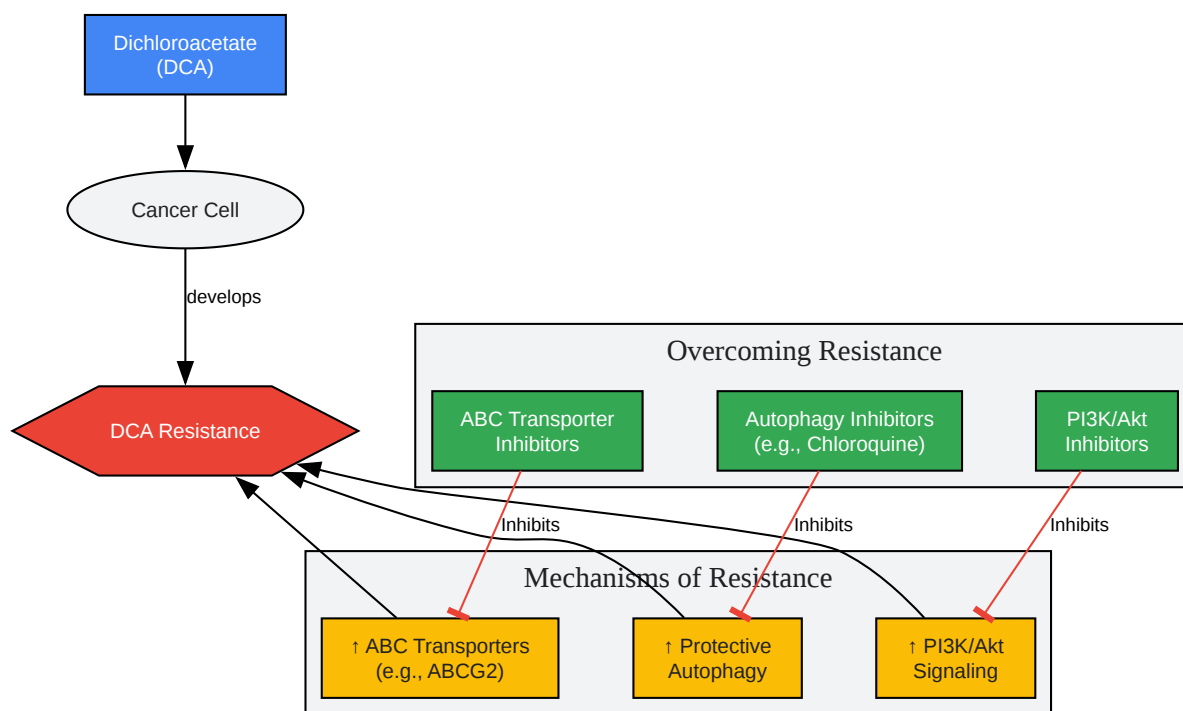 Dichloroacetate
(DCA)
Cancer Cell
develops
DCA Resistance
Overcoming Resistance
ABC Transporter
Inhibitors
Autophagy Inhibitors
(e.g., Chloroquine)
PI3K/Akt
Inhibitors
Inhibits
Inhibits
Inhibits
Mechanisms of Resistance
↑ ABC Transporters
(e.g., ABCG2)
↑ Protective
Autophagy
↑ PI3K/Akt
Signaling